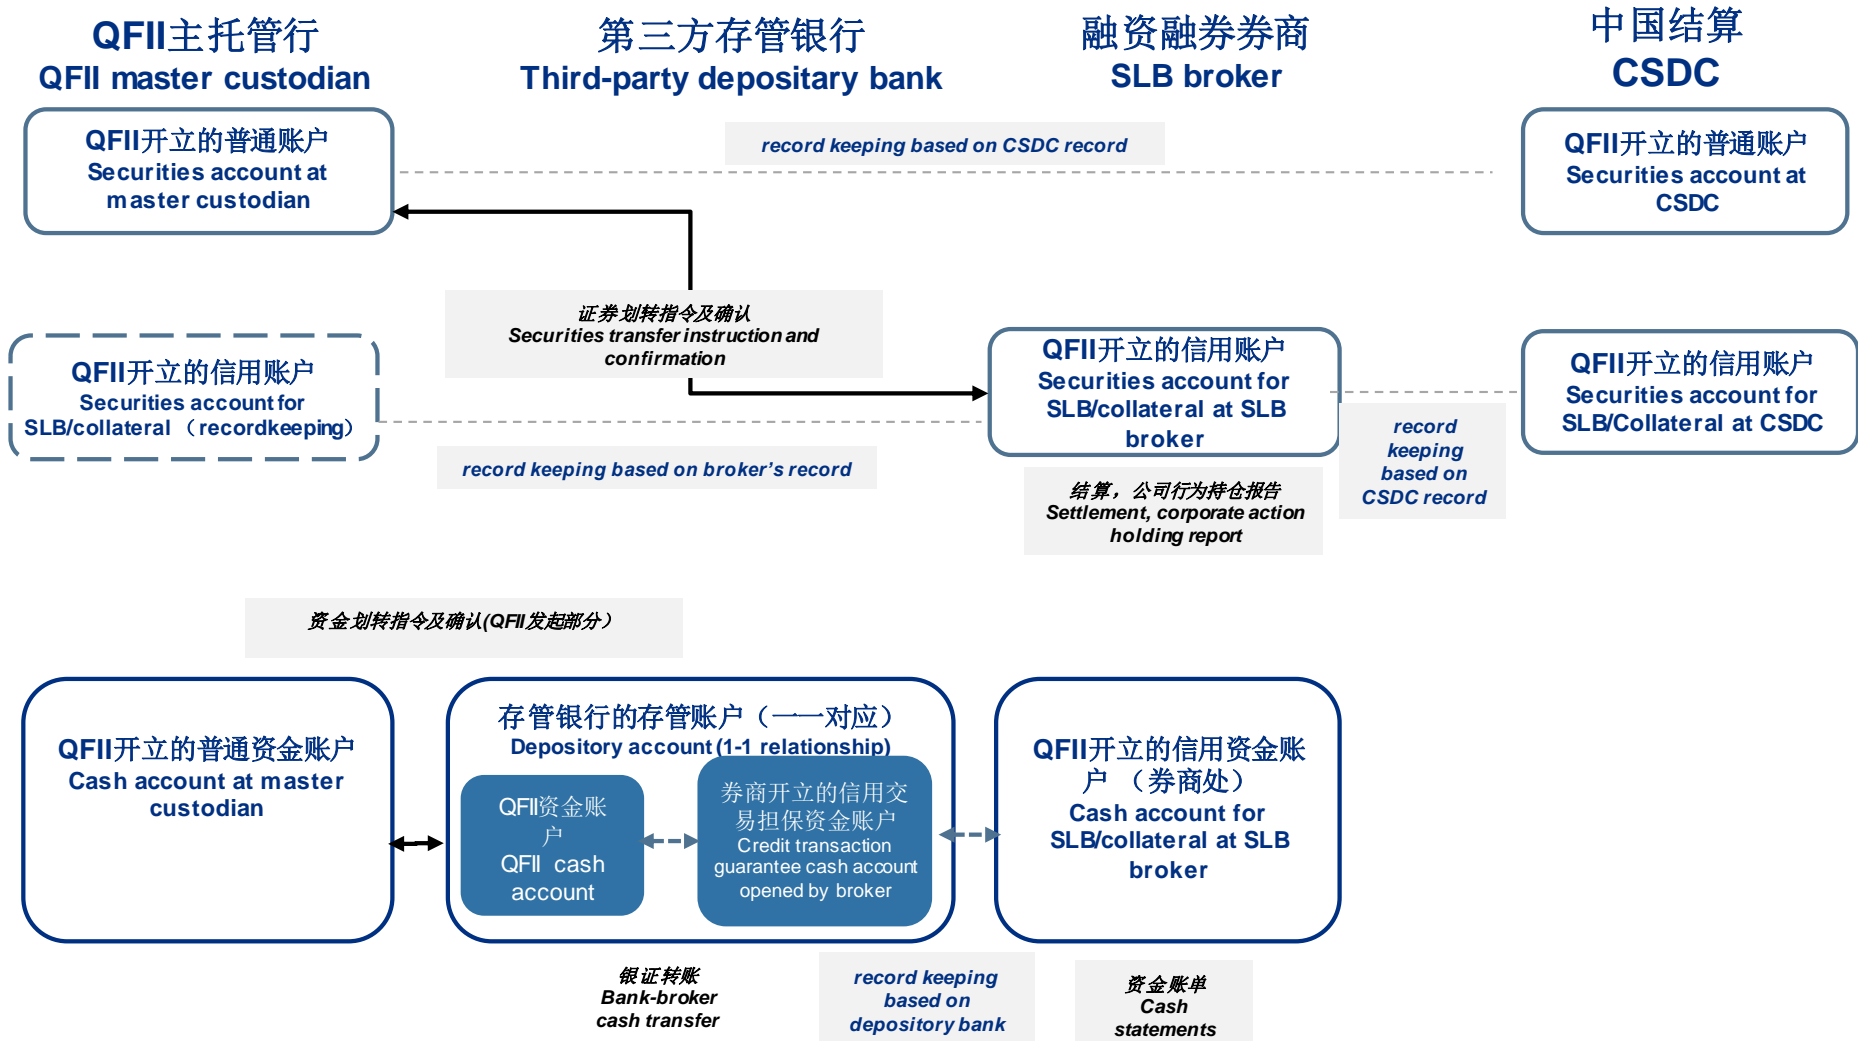 QFII主托管行
QFII master custodian
第三方存管银行
Third-party depositary bank
融资融券券商
SLB broker
中国结算
CSDC
QFII开立的普通账户
Securities account at
master custodian
record keeping based on CSDC record
QFII开立的普通账户
Securities account at
CSDC
证券划转指令及确认
Securities transfer instruction and
confirmation
QFII开立的信用账户
Securities account for
SLB/collateral （recordkeeping）
record keeping based on broker’s record
QFII开立的信用账户
Securities account for
SLB/collateral at SLB
broker
结算，公司行为持仓报告
Settlement, corporate action
holding report
record
keeping
based on
CSDC record
QFII开立的信用账户
Securities account for
SLB/Collateral at CSDC
资金划转指令及确认(QFII发起部分）
QFII开立的普通资金账户
Cash account at master
custodian
存管银行的存管账户（一一对应）
Depository account (1-1 relationship)
QFII资金账
户
QFII cash
account
券商开立的信用交
易担保资金账户
Credit transaction
guarantee cash account
opened by broker
QFII开立的信用资金账
户 （券商处）
Cash account for
SLB/collateral at SLB
broker
银证转账
Bank-broker
cash transfer
record keeping
based on
depository bank
资金账单
Cash
statements